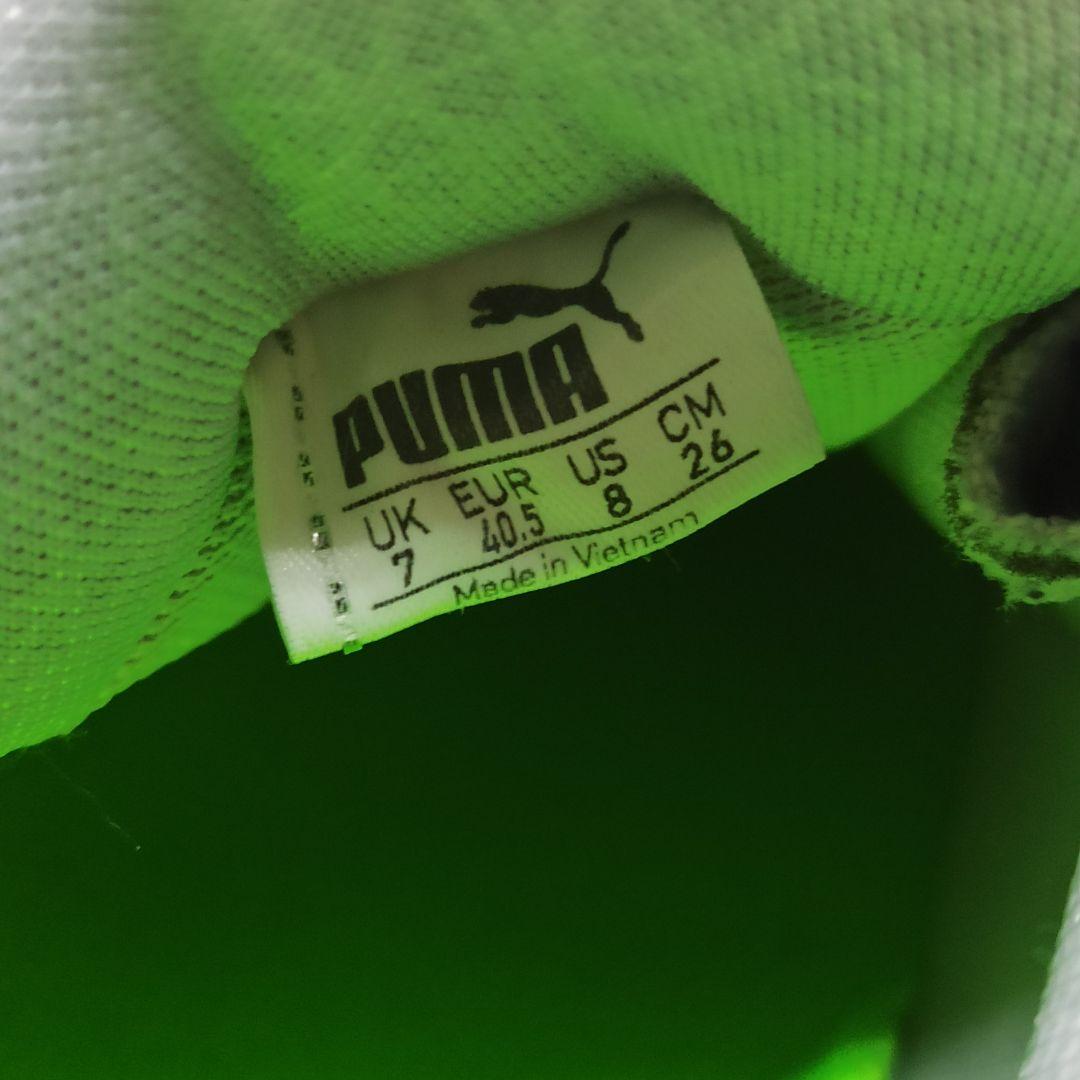 PUMA
UK EUR US CM
7 40.5 8 26
Made in Vietnam